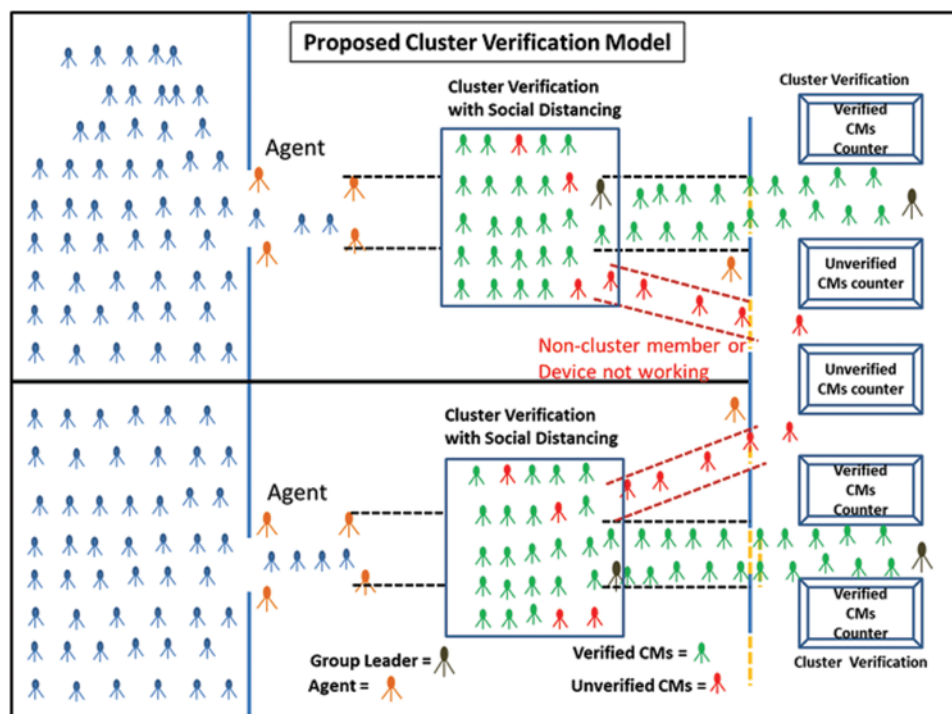 Proposed Cluster Verification Model
Cluster Verification
with Social Distancing
Cluster Verification
Verified
CMs
Counter
Agent
Unverified
CMs counter
Non-cluster member or
Device not working
Unverified
CMs counter
Cluster Verification
with Social Distancing
Agent
Verified
CMs
Counter
Verified
CMs
Counter
Group Leader =
Verified CMs =
Agent =
Unverified CMs =
Cluster Verification